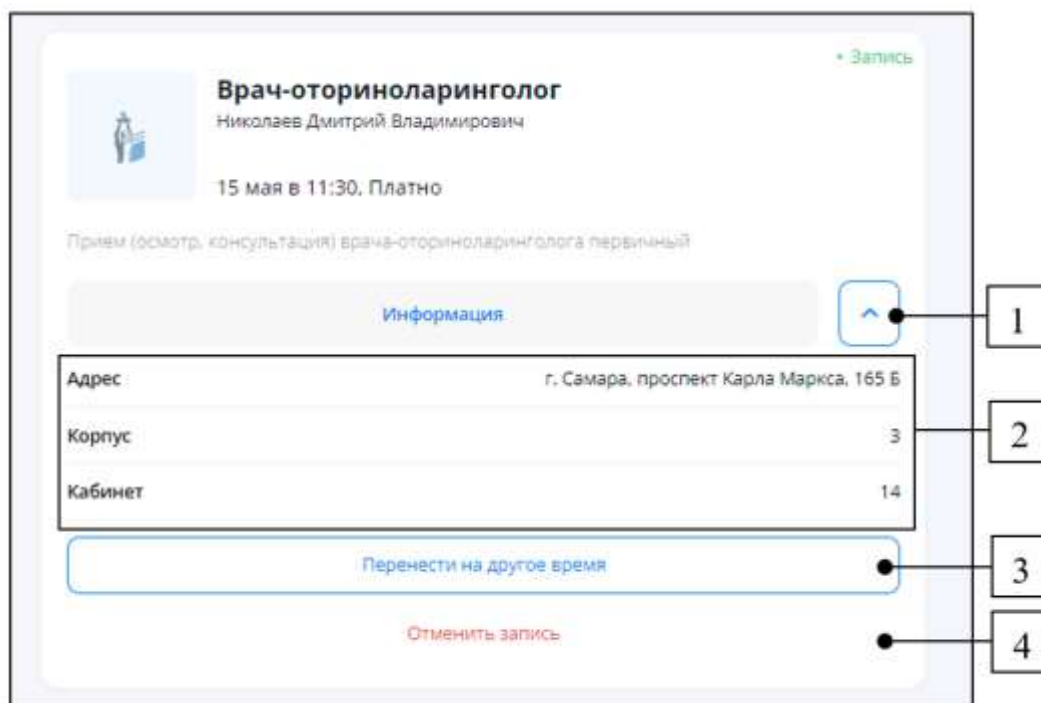 • Запись
Врач-оториноларинголог
Николаев Дмитрий Владимирович
15 мая в 11:30, Платно
Прием (осмотр, консультация) врача-оториноларинголога первичный
Информация
1
Адрес г. Самара, проспект Карла Маркса, 165 Б
Корпус 3
2
Кабинет 14
Перенести на другое время
3
Отменить запись
4